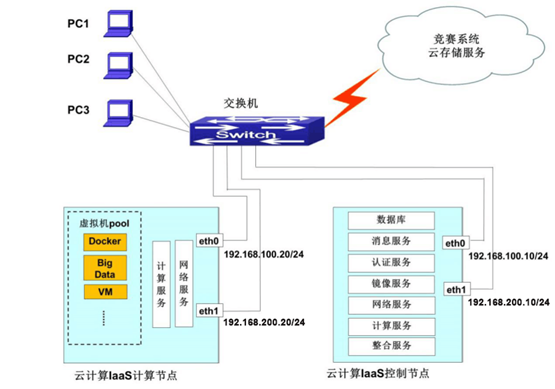 PC1
PC2
PC3
竞赛系统
云存储服务
交换机
Switch
虚拟机pool
Docker
Big
Data
VM
计算服务
网络服务
eth0
192.168.100.20/24
eth1
192.168.200.20/24
云计算IaaS计算节点
数据库
消息服务
认证服务
镜像服务
网络服务
计算服务
整合服务
eth0
192.168.100.10/24
eth1
192.168.200.10/24
云计算IaaS控制节点